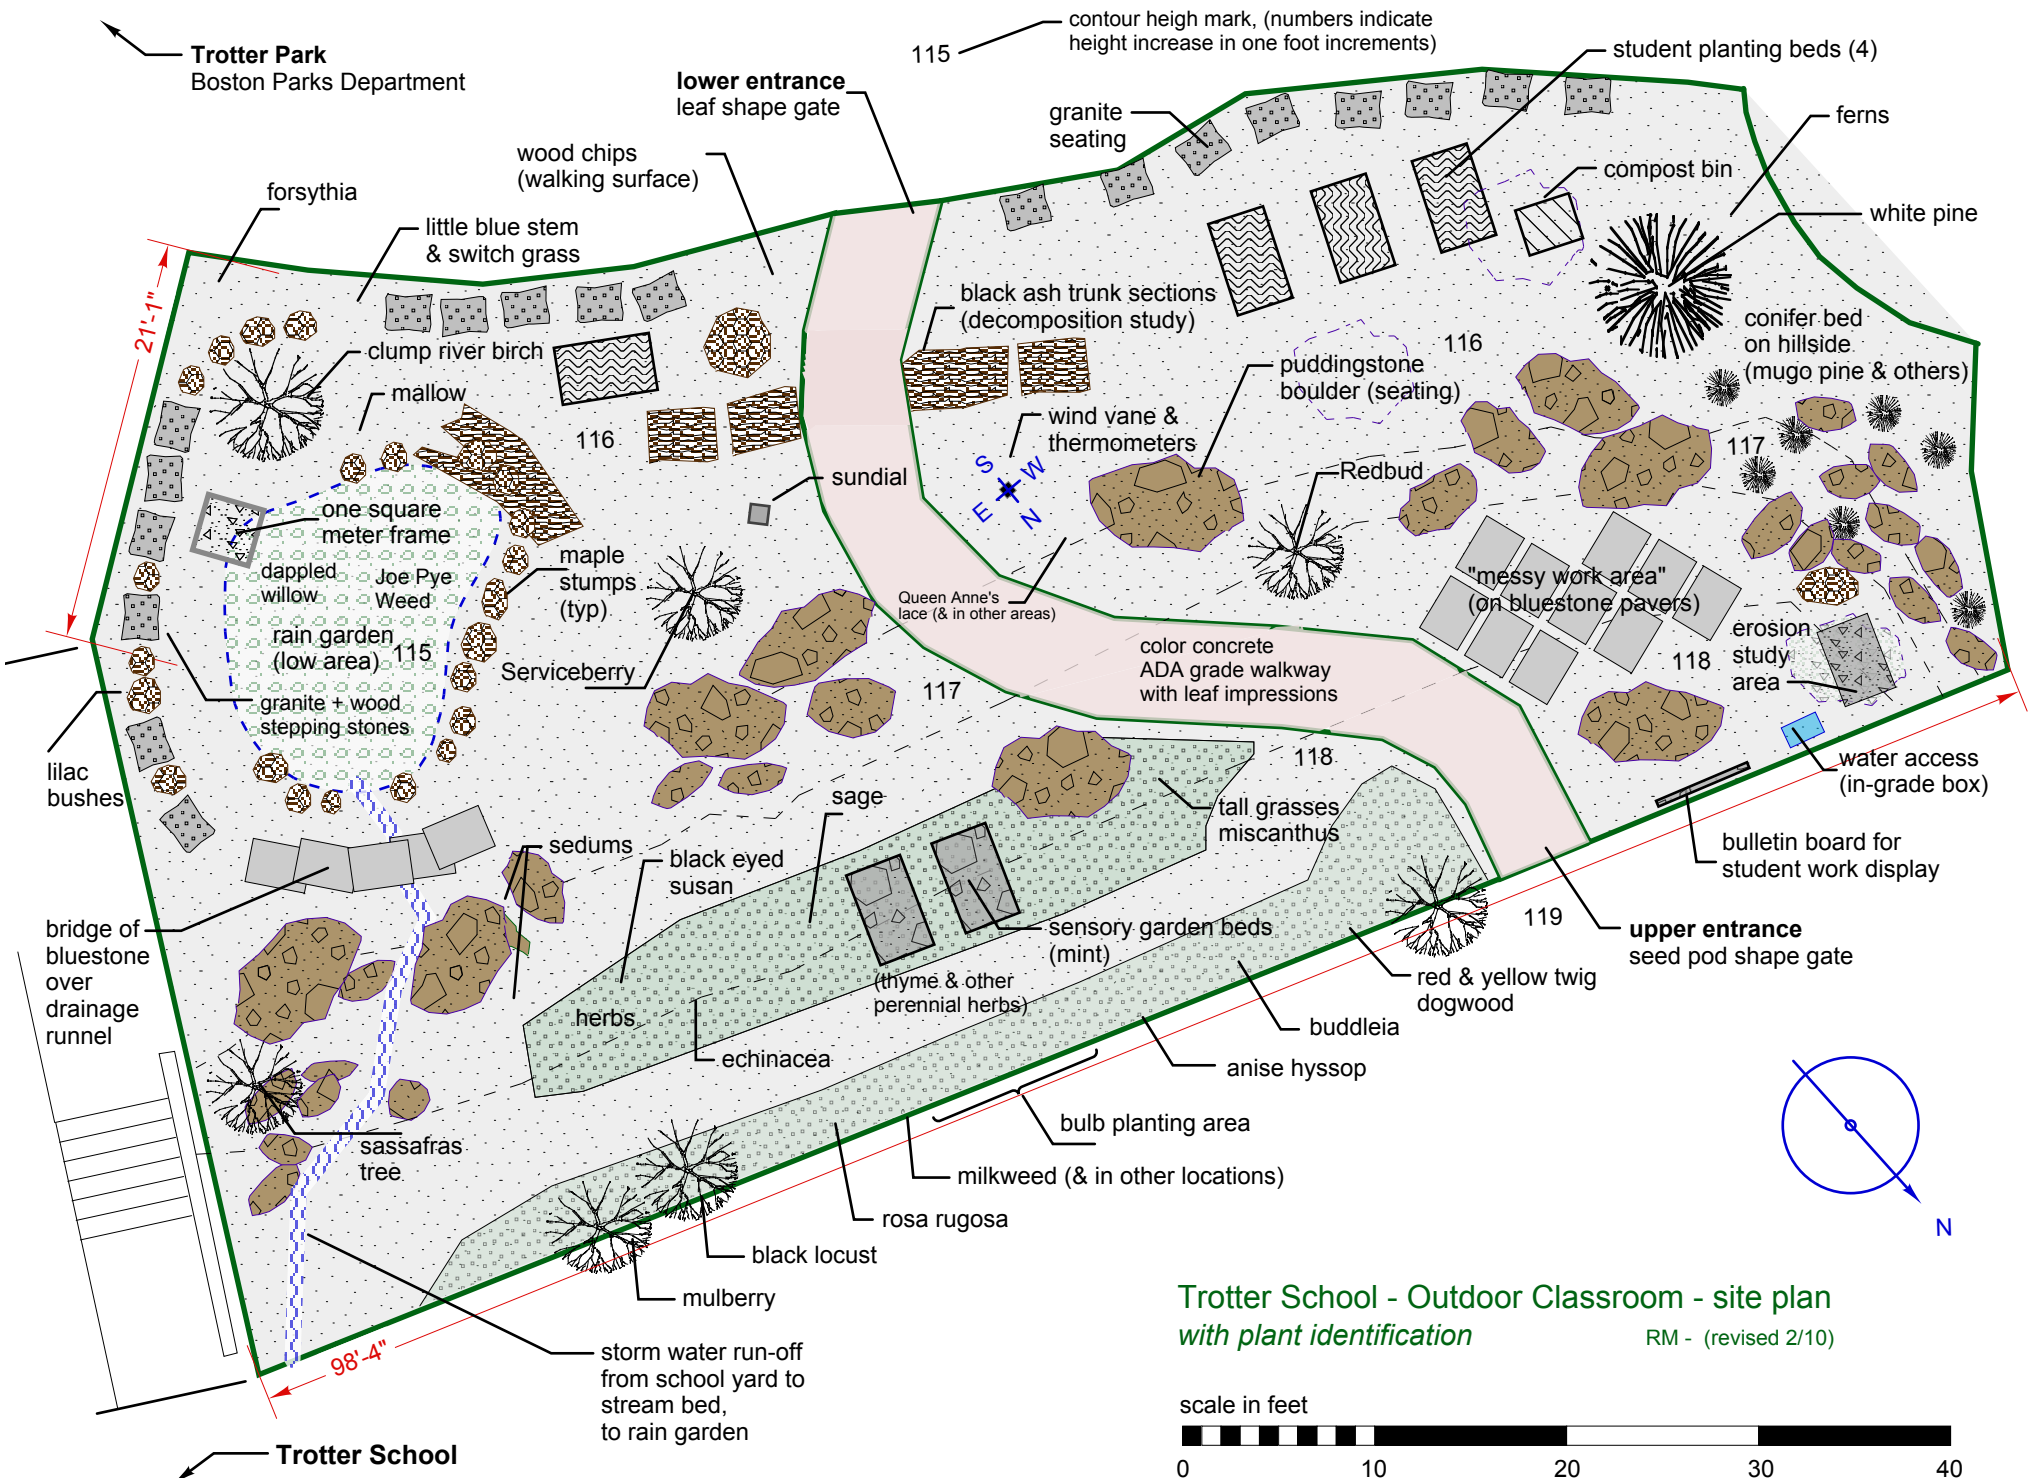 Trotter Park
Boston Parks Department
115
contour heigh mark, (numbers indicate
height increase in one foot increments)
student planting beds (4)
lower entrance
leaf shape gate
granite
seating
ferns
wood chips
(walking surface)
compost bin
forsythia
white pine
little blue stem
& switch grass
21'-1"
black ash trunk sections
(decomposition study)
conifer bed
on hillside
(mugo pine & others)
116
clump river birch
puddingstone
boulder (seating)
mallow
wind vane &
thermometers
116
117
S
W
E
N
sundial
Redbud
one square
meter frame
maple
stumps
(typ)
dappled
willow
Joe Pye
Weed
"messy work area"
(on bluestone pavers)
Queen Anne's
lace (& in other areas)
rain garden
(low area)
115
erosion
study
area
color concrete
ADA grade walkway
with leaf impressions
118
Serviceberry
117
granite + wood
stepping stones
118
lilac
bushes
water access
(in-grade box)
sage
tall grasses
miscanthus
sedums
black eyed
susan
bulletin board for
student work display
bridge of
bluestone
over
drainage
runnel
119
sensory garden beds
(mint)
upper entrance
seed pod shape gate
(thyme & other
perennial herbs)
red & yellow twig
dogwood
herbs
buddleia
echinacea
anise hyssop
bulb planting area
sassafras
tree
milkweed (& in other locations)
rosa rugosa
N
black locust
mulberry
98'-4"
storm water run-off
from school yard to
stream bed,
to rain garden
Trotter School
Trotter School - Outdoor Classroom - site plan
with plant identification
RM - (revised 2/10)
scale in feet
0 10 20 30 40